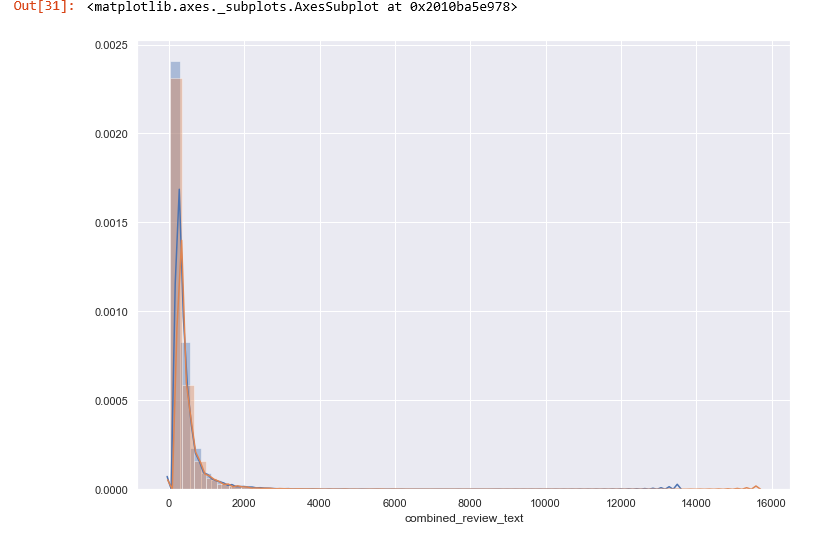 Out[31]: <matplotlib.axes._subplots.AxesSubplot at 0x2010ba5e978>
0.0025
0.0020
0.0015
0.0010
0.0005
0.0000
0 2000 4000 6000 8000 10000 12000 14000 16000
combined_review_text